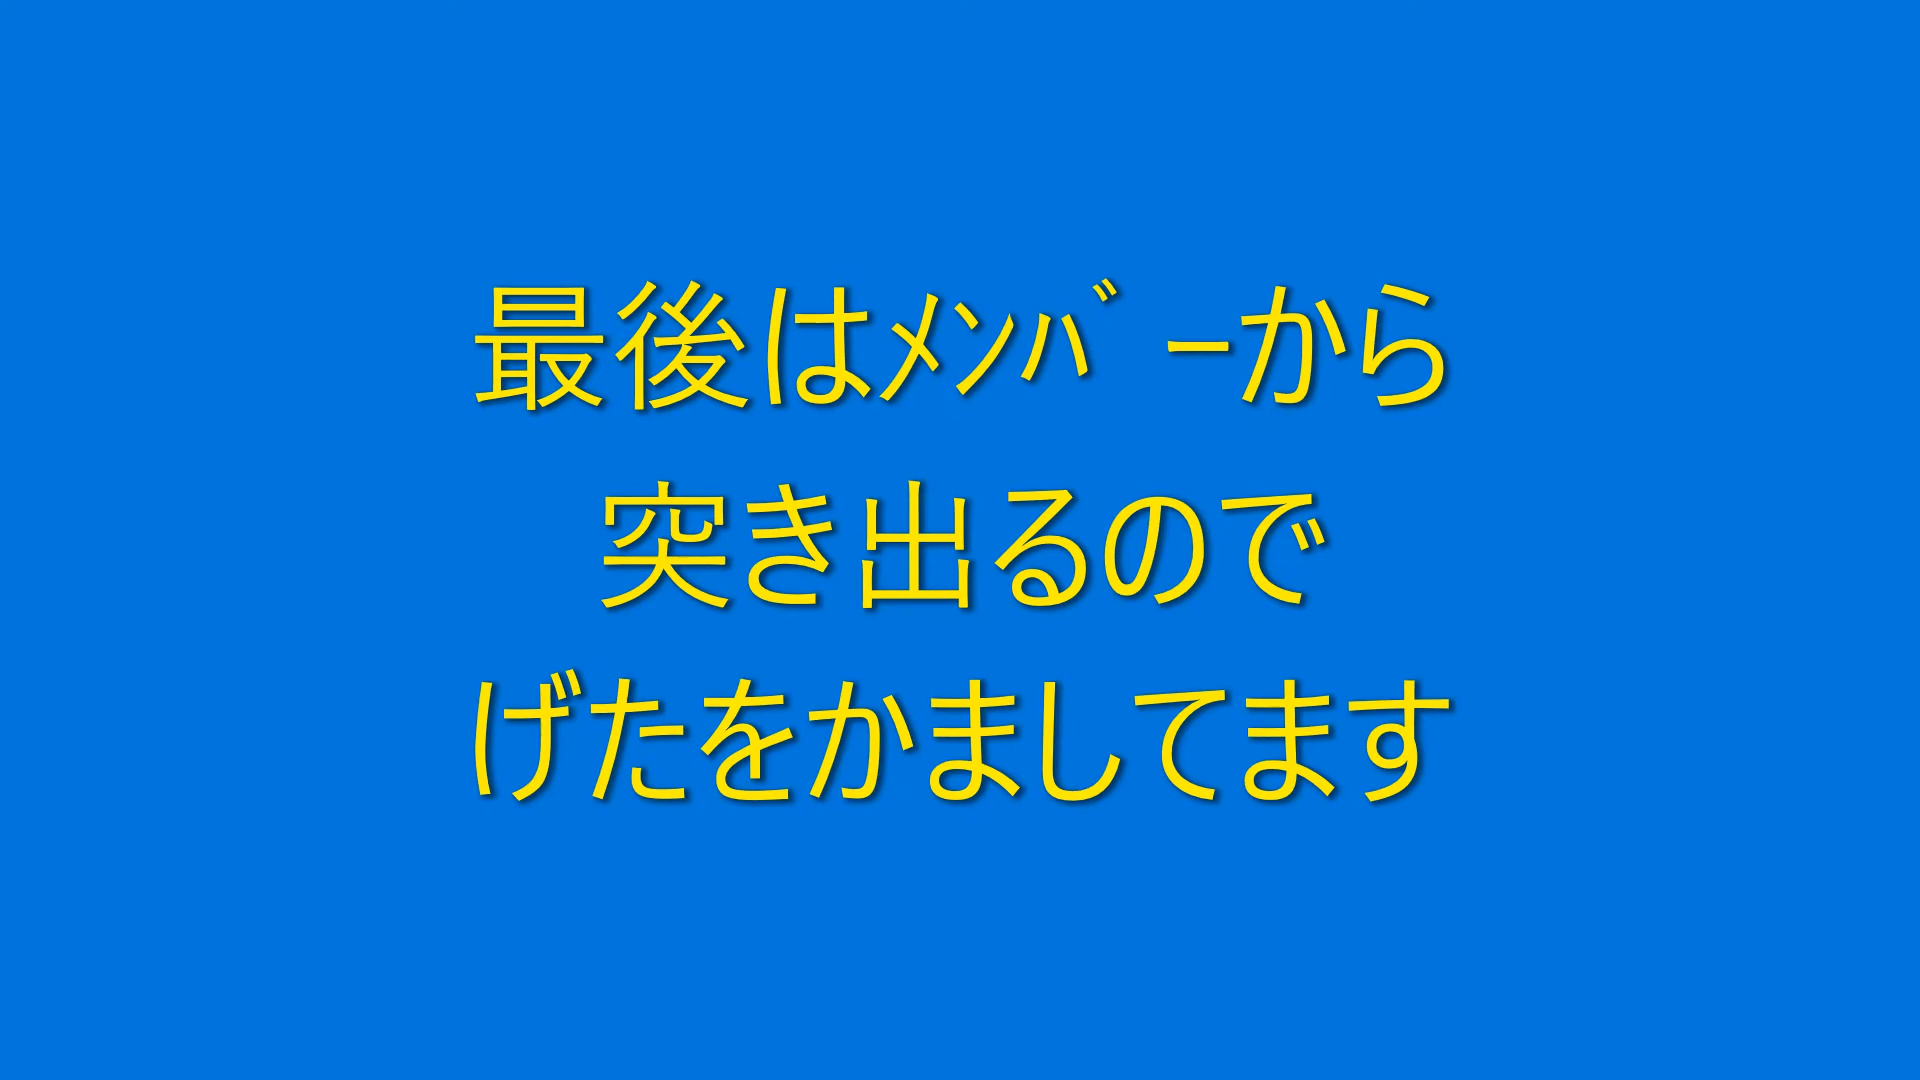 最後はﾒﾝﾊﾞｰから
突き出るので
げたをかましてます